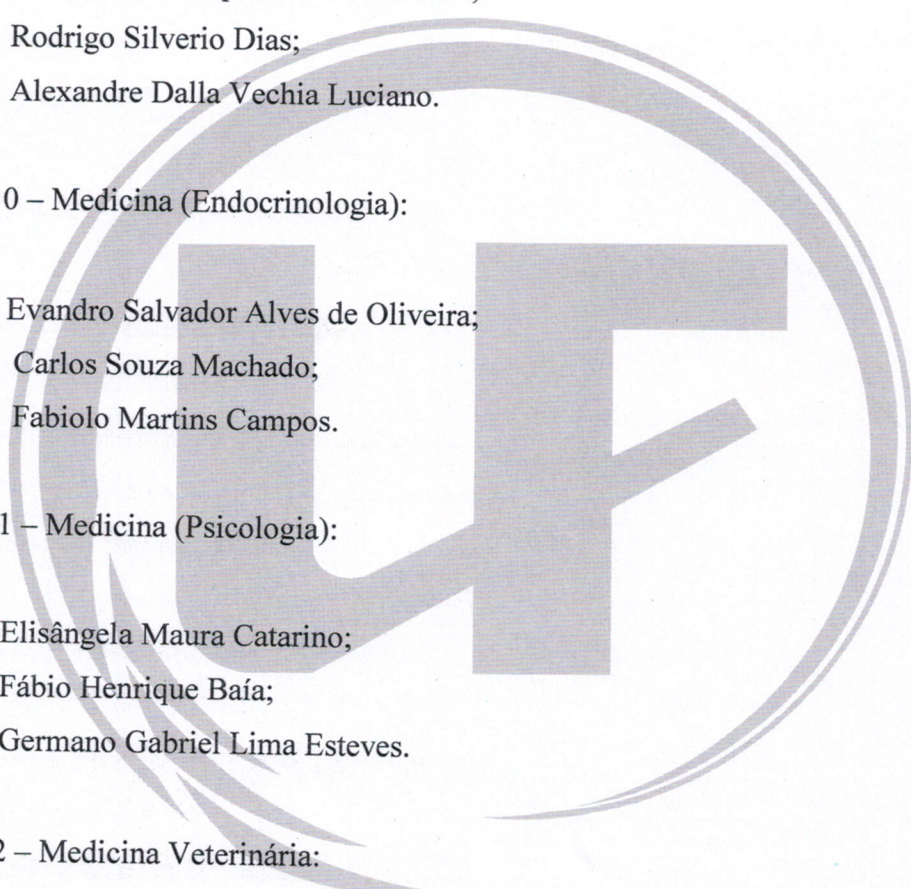 Rodrigo Silverio Dias;
Alexandre Dalla Vechia Luciano.
0 – Medicina (Endocrinologia):
Evandro Salvador Alves de Oliveira;
Carlos Souza Machado;
Fabiolo Martins Campos.
1 – Medicina (Psicologia):
Elisângela Maura Catarino;
Fábio Henrique Baía;
Germano Gabriel Lima Esteves.
2 – Medicina Veterinária: